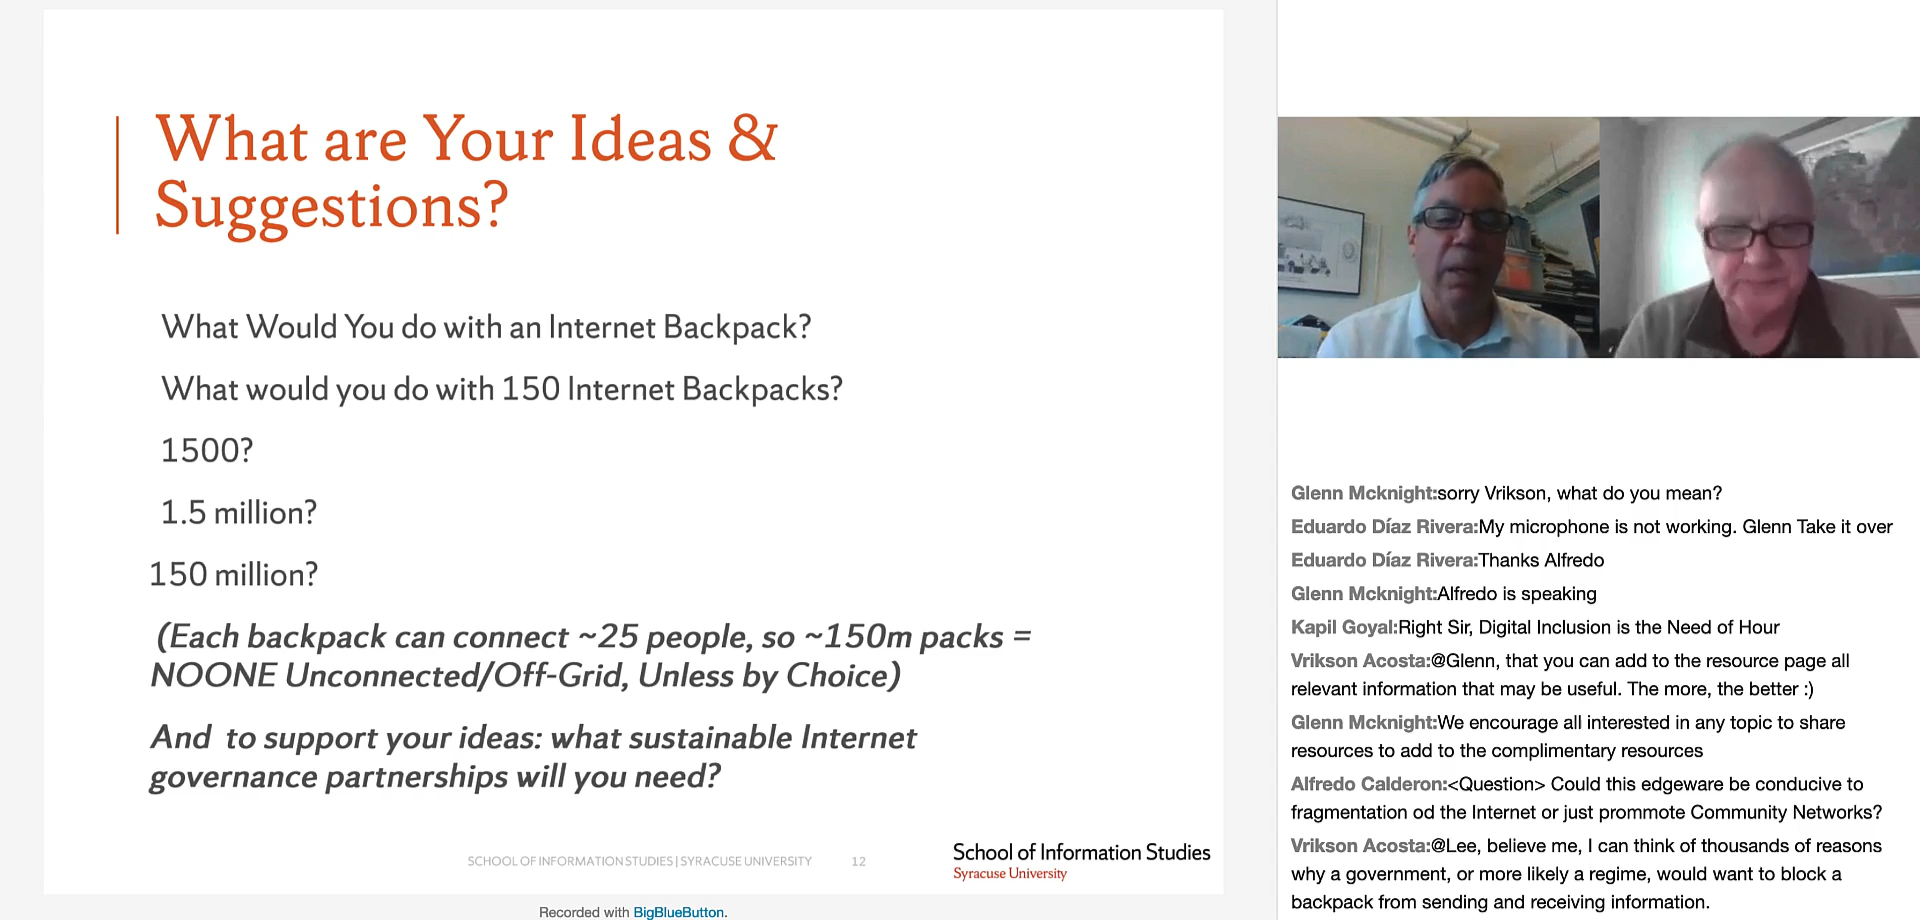 What are Your Ideas &
Suggestions?
What Would You do with an Internet Backpack?
What would you do with 150 Internet Backpacks?
1500?
1.5 million?
150 million?
(Each backpack can connect ~25 people, so ~150m packs =
NOONE Unconnected/Off-Grid, Unless by Choice)
And to support your ideas: what sustainable Internet
governance partnerships will you need?
SCHOOL OF INFORMATION STUDIES | SYRACUSE UNIVERSITY 12
School of Information Studies
Syracuse University
Recorded with BigBlueButton.
Glenn Mcknight:sorry Vrikson, what do you mean?
Eduardo Díaz Rivera:My microphone is not working. Glenn Take it over
Eduardo Díaz Rivera:Thanks Alfredo
Glenn Mcknight:Alfredo is speaking
Kapil Goyal:Right Sir, Digital Inclusion is the Need of Hour
Vrikson Acosta:@Glenn, that you can add to the resource page all
relevant information that may be useful. The more, the better :)
Glenn Mcknight:We encourage all interested in any topic to share
resources to add to the complimentary resources
Alfredo Calderon:<Question> Could this edgeware be conducive to
fragmentation od the Internet or just prommote Community Networks?
Vrikson Acosta:@Lee, believe me, I can think of thousands of reasons
why a government, or more likely a regime, would want to block a
backpack from sending and receiving information.